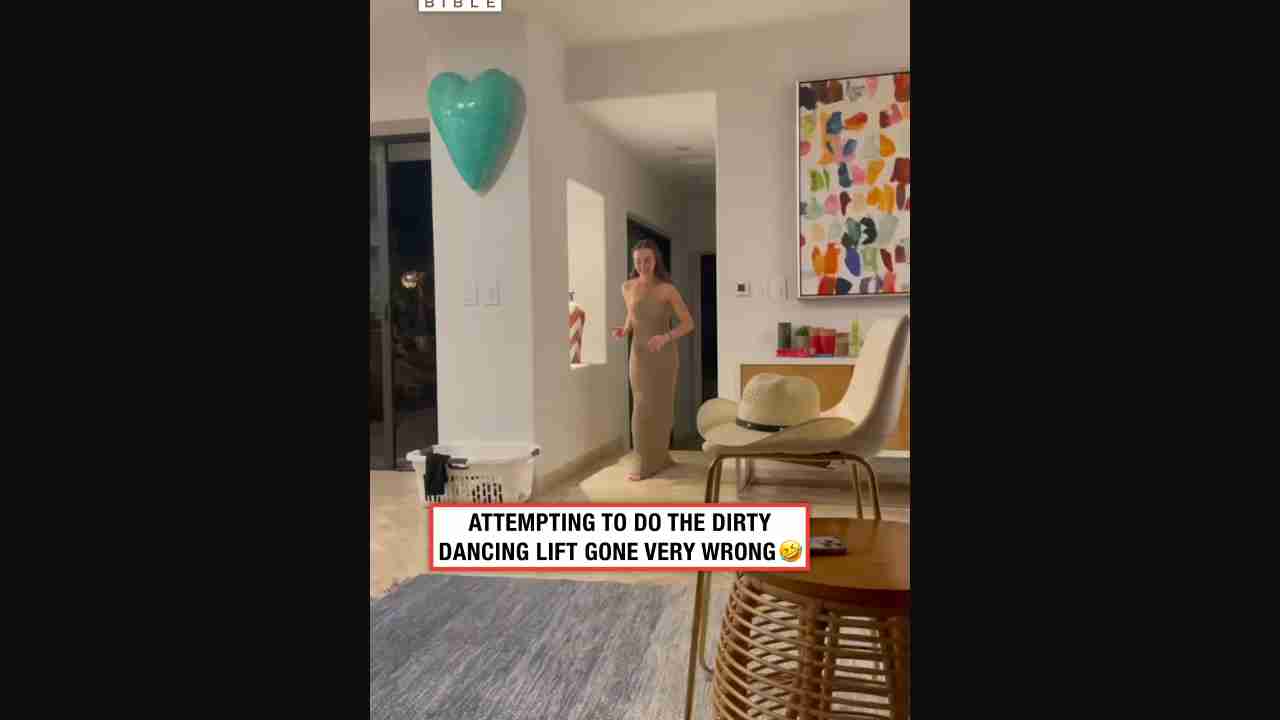 BIBLE
ATTEMPTING TO DO THE DIRTY
DANCING LIFT GONE VERY WRONG🤣